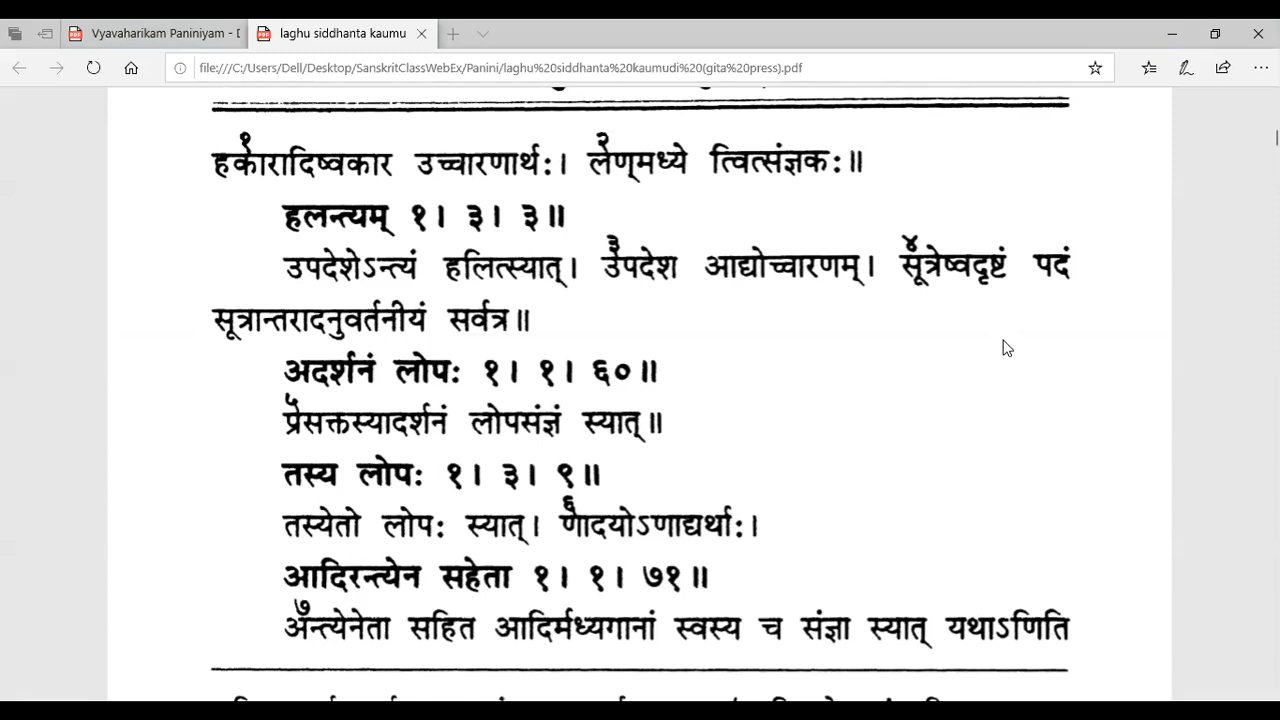 Vyavaharikam Paniniyam - D
laghu siddhanta kaumu
file:///C:/Users/Dell/Desktop/SanskritClassWebEx/Panini/laghu%20siddhanta%20kaumudi%20(gita%20press).pdf
हकारादिष्वकार उच्चारणार्थः। लण्मध्ये त्वित्संज्ञकः॥
हलन्त्यम् १। ३। ३॥
उपदेशेऽन्त्यं हलित्स्यात्। उपदेश आद्योच्चारणम्। सूत्रेष्वदृष्टं पदं
सूत्रान्तरादनुवर्तनीयं सर्वत्र॥
अदर्शनं लोपः १। १। ६०॥
प्रसक्तस्यादर्शनं लोपसंज्ञं स्यात्॥
तस्य लोपः १। ३। ९॥
तस्येतो लोपः स्यात्। णादयोऽणाद्यर्थाः।
आदिरन्त्येन सहेता १। १। ७१॥
अन्त्येनेता सहित आदिर्मध्यगानां स्वस्य च संज्ञा स्यात् यथाऽणिति